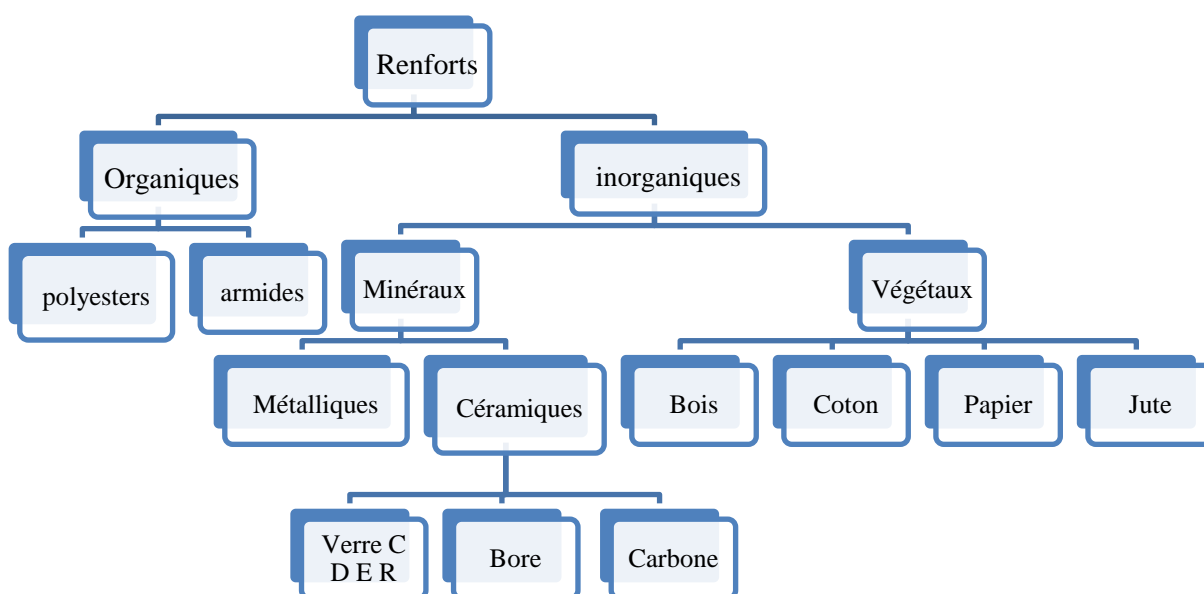 Renforts
Organiques
inorganiques
polyesters
armides
Minéraux
Végétaux
Métalliques
Céramiques
Bois
Coton
Papier
Jute
Verre C
D E R
Bore
Carbone